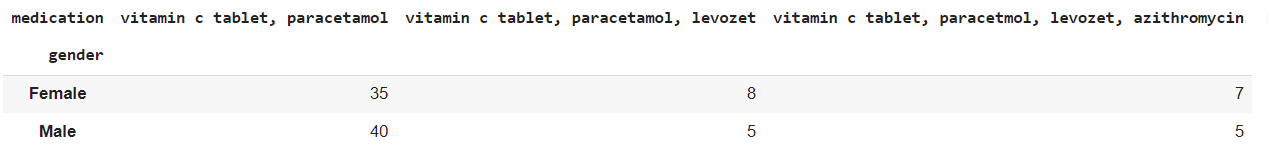 medication vitamin c tablet, paracetamol vitamin c tablet, paracetamol, levozet vitamin c tablet, paracetmol, levozet, azithromycin
gender
Female 35 8 7
Male 40 5 5